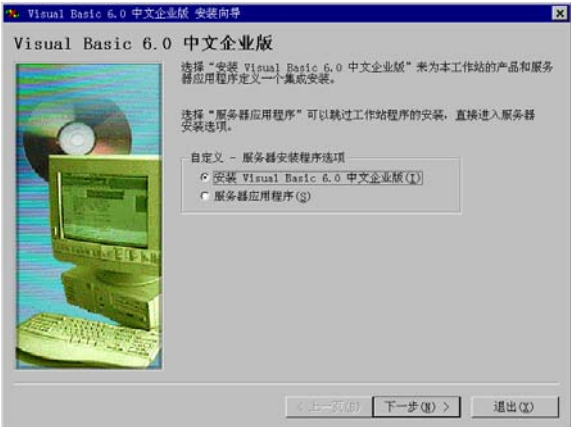 Visual Basic 6.0 中文企业版 安装向导
Visual Basic 6.0 中文企业版
选择“安装 Visual Basic 6.0 中文企业版”来为本工作站的产品和服务
器应用程序定义一个集成安装。
选择“服务器应用程序”可以跳过工作站程序的安装，直接进入服务器
安装选项。
自定义 - 服务器安装程序选项
安装 Visual Basic 6.0 中文企业版(I)
服务器应用程序(S)
< 上一页(B) 下一步(N) > 退出(X)